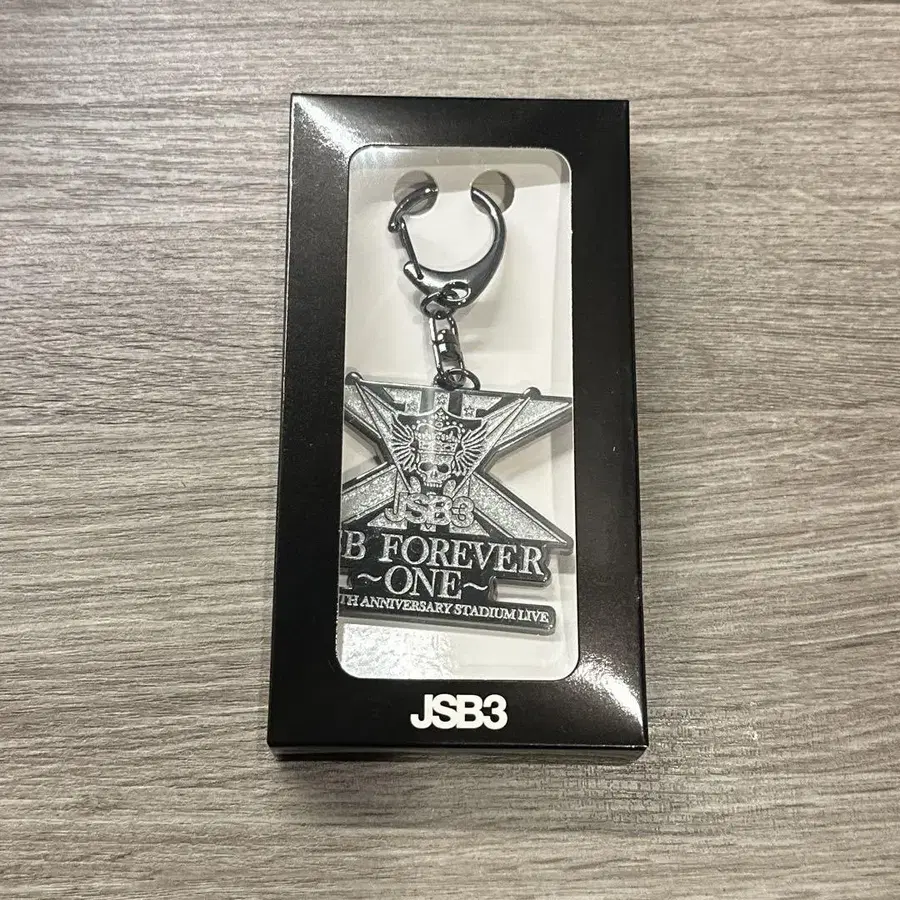 JSB3
B FOREVER
~ONE~
TH ANNIVERSARY STADIUM LIVE
JSB3